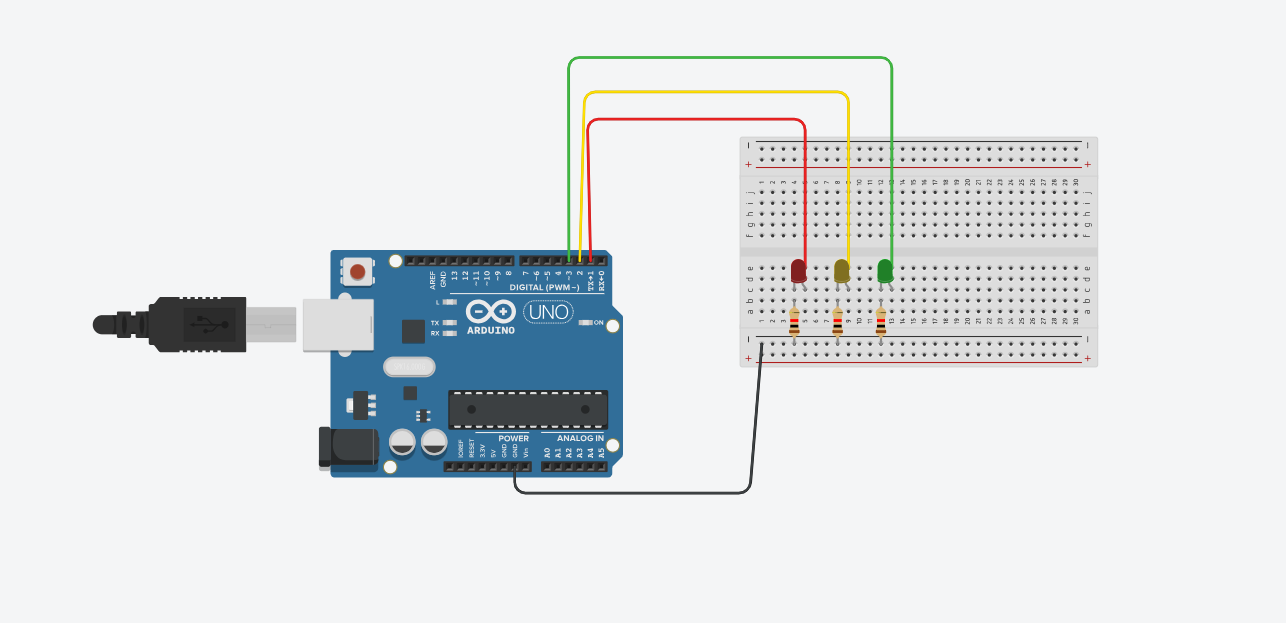 AREF
GND
13
12
~11
~10
~9
8
7
~6
~5
4
~3
2
TX→1
RX←0
DIGITAL (PWM~)
L
TX
RX
ARDUINO
UNO
ON
POWER
ANALOG IN
IOREF
RESET
3.3V
5V
GND
GND
Vin
A0
A1
A2
A3
A4
A5
− −
+ +
1 2 3 4 5 6 7 8 9 10 11 12 13 14 15 16 17 18 19 20 21 22 23 24 25 26 27 28 29 30
j j
i i
h h
g g
f f
e e
d d
c c
b b
a a
1 2 3 4 5 6 7 8 9 10 11 12 13 14 15 16 17 18 19 20 21 22 23 24 25 26 27 28 29 30
− −
+ +